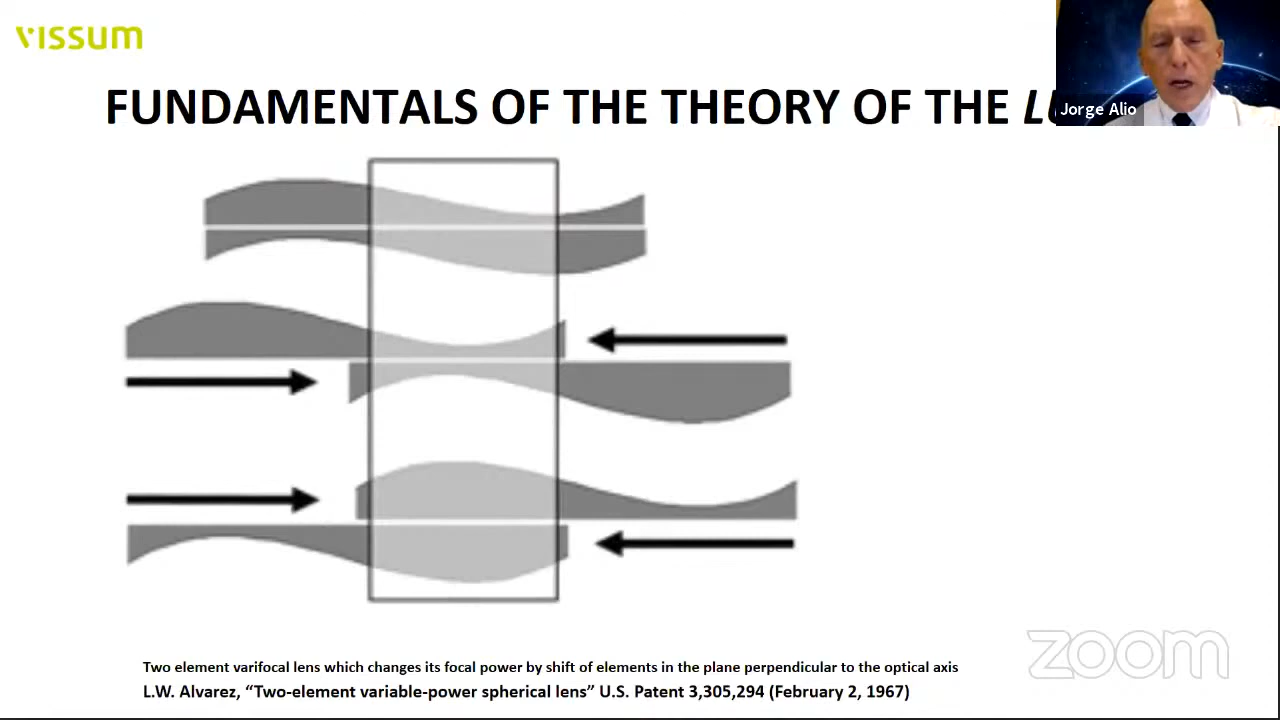 vissum
FUNDAMENTALS OF THE THEORY OF THE
Jorge Alio
Two element varifocal lens which changes its focal power by shift of elements in the plane perpendicular to the optical axis
L.W. Alvarez, “Two-element variable-power spherical lens” U.S. Patent 3,305,294 (February 2, 1967)
zoom